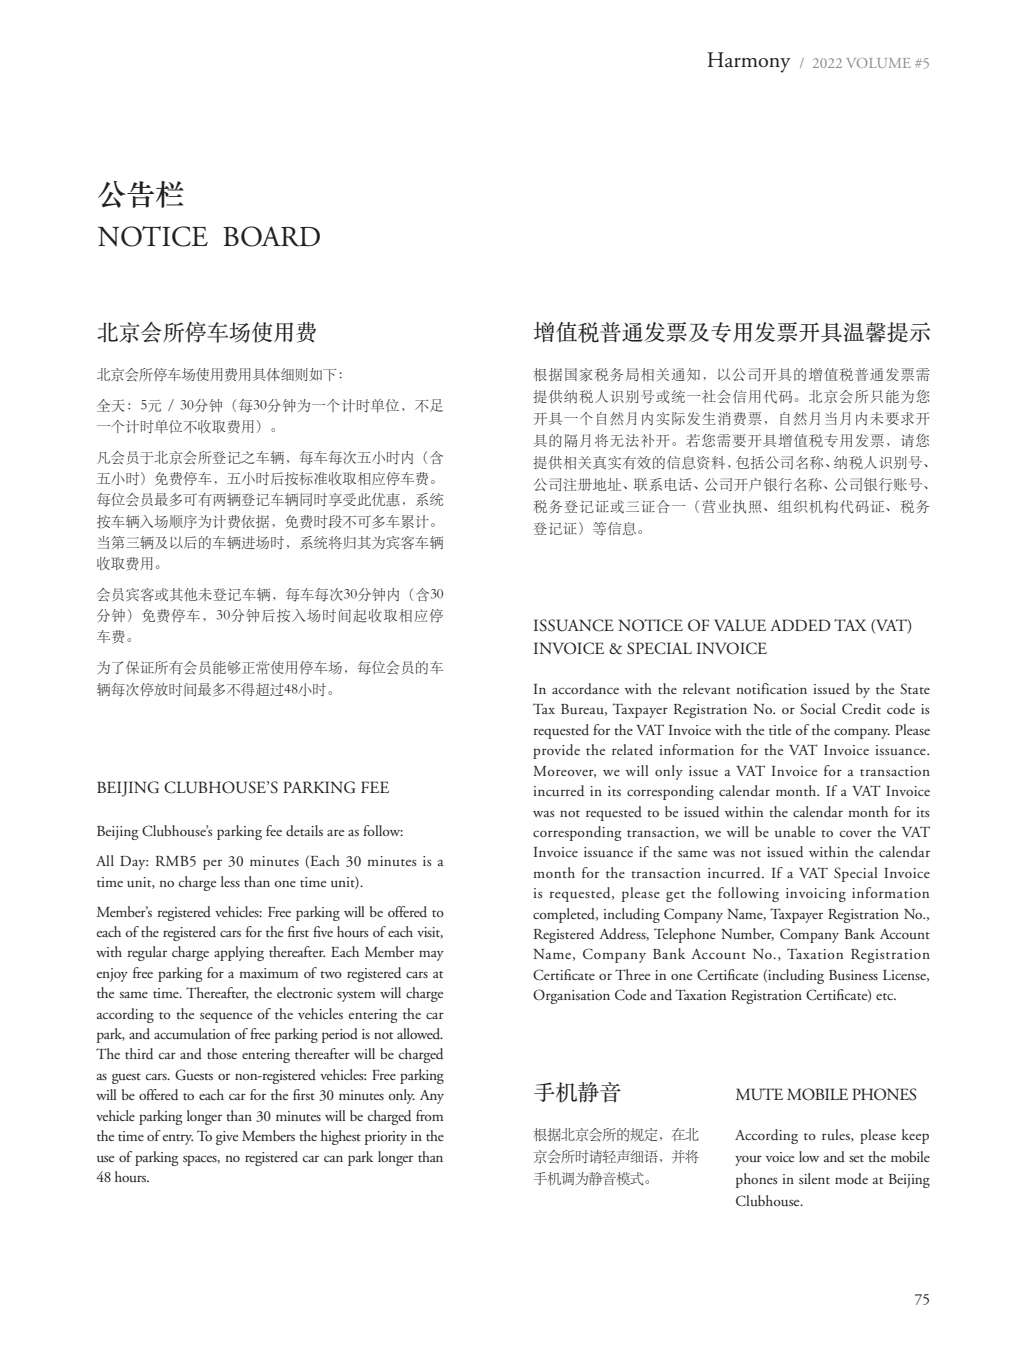 Harmony / 2022 VOLUME #5
公告栏
NOTICE BOARD
北京会所停车场使用费
北京会所停车场使用费用具体细则如下：
全天：5元 / 30分钟（每30分钟为一个计时单位，不足
一个计时单位不收取费用）。
凡会员于北京会所登记之车辆，每车每次五小时内（含
五小时）免费停车，五小时后按标准收取相应停车费。
每位会员最多可有两辆登记车辆同时享受此优惠，系统
按车辆入场顺序为计费依据，免费时段不可多车累计。
当第三辆及以后的车辆进场时，系统将归其为宾客车辆
收取费用。
会员宾客或其他未登记车辆，每车每次30分钟内（含30
分钟）免费停车，30分钟后按入场时间起收取相应停
车费。
为了保证所有会员能够正常使用停车场，每位会员的车
辆每次停放时间最多不得超过48小时。
BEIJING CLUBHOUSE’S PARKING FEE
Beijing Clubhouse’s parking fee details are as follow:
All Day: RMB5 per 30 minutes (Each 30 minutes is a
time unit, no charge less than one time unit).
Member’s registered vehicles: Free parking will be offered to
each of the registered cars for the first five hours of each visit,
with regular charge applying thereafter. Each Member may
enjoy free parking for a maximum of two registered cars at
the same time. Thereafter, the electronic system will charge
according to the sequence of the vehicles entering the car
park, and accumulation of free parking period is not allowed.
The third car and those entering thereafter will be charged
as guest cars. Guests or non-registered vehicles: Free parking
will be offered to each car for the first 30 minutes only. Any
vehicle parking longer than 30 minutes will be charged from
the time of entry. To give Members the highest priority in the
use of parking spaces, no registered car can park longer than
48 hours.
增值税普通发票及专用发票开具温馨提示
根据国家税务局相关通知，以公司开具的增值税普通发票需
提供纳税人识别号或统一社会信用代码。北京会所只能为您
开具一个自然月内实际发生消费票，自然月当月内未要求开
具的隔月将无法补开。若您需要开具增值税专用发票，请您
提供相关真实有效的信息资料，包括公司名称、纳税人识别号、
公司注册地址、联系电话、公司开户银行名称、公司银行账号、
税务登记证或三证合一（营业执照、组织机构代码证、税务
登记证）等信息。
ISSUANCE NOTICE OF VALUE ADDED TAX (VAT)
INVOICE & SPECIAL INVOICE
In accordance with the relevant notification issued by the State
Tax Bureau, Taxpayer Registration No. or Social Credit code is
requested for the VAT Invoice with the title of the company. Please
provide the related information for the VAT Invoice issuance.
Moreover, we will only issue a VAT Invoice for a transaction
incurred in its corresponding calendar month. If a VAT Invoice
was not requested to be issued within the calendar month for its
corresponding transaction, we will be unable to cover the VAT
Invoice issuance if the same was not issued within the calendar
month for the transaction incurred. If a VAT Special Invoice
is requested, please get the following invoicing information
completed, including Company Name, Taxpayer Registration No.,
Registered Address, Telephone Number, Company Bank Account
Name, Company Bank Account No., Taxation Registration
Certificate or Three in one Certificate (including Business License,
Organisation Code and Taxation Registration Certificate) etc.
手机静音
根据北京会所的规定，在北
京会所时请轻声细语，并将
手机调为静音模式。
MUTE MOBILE PHONES
According to rules, please keep
your voice low and set the mobile
phones in silent mode at Beijing
Clubhouse.
75